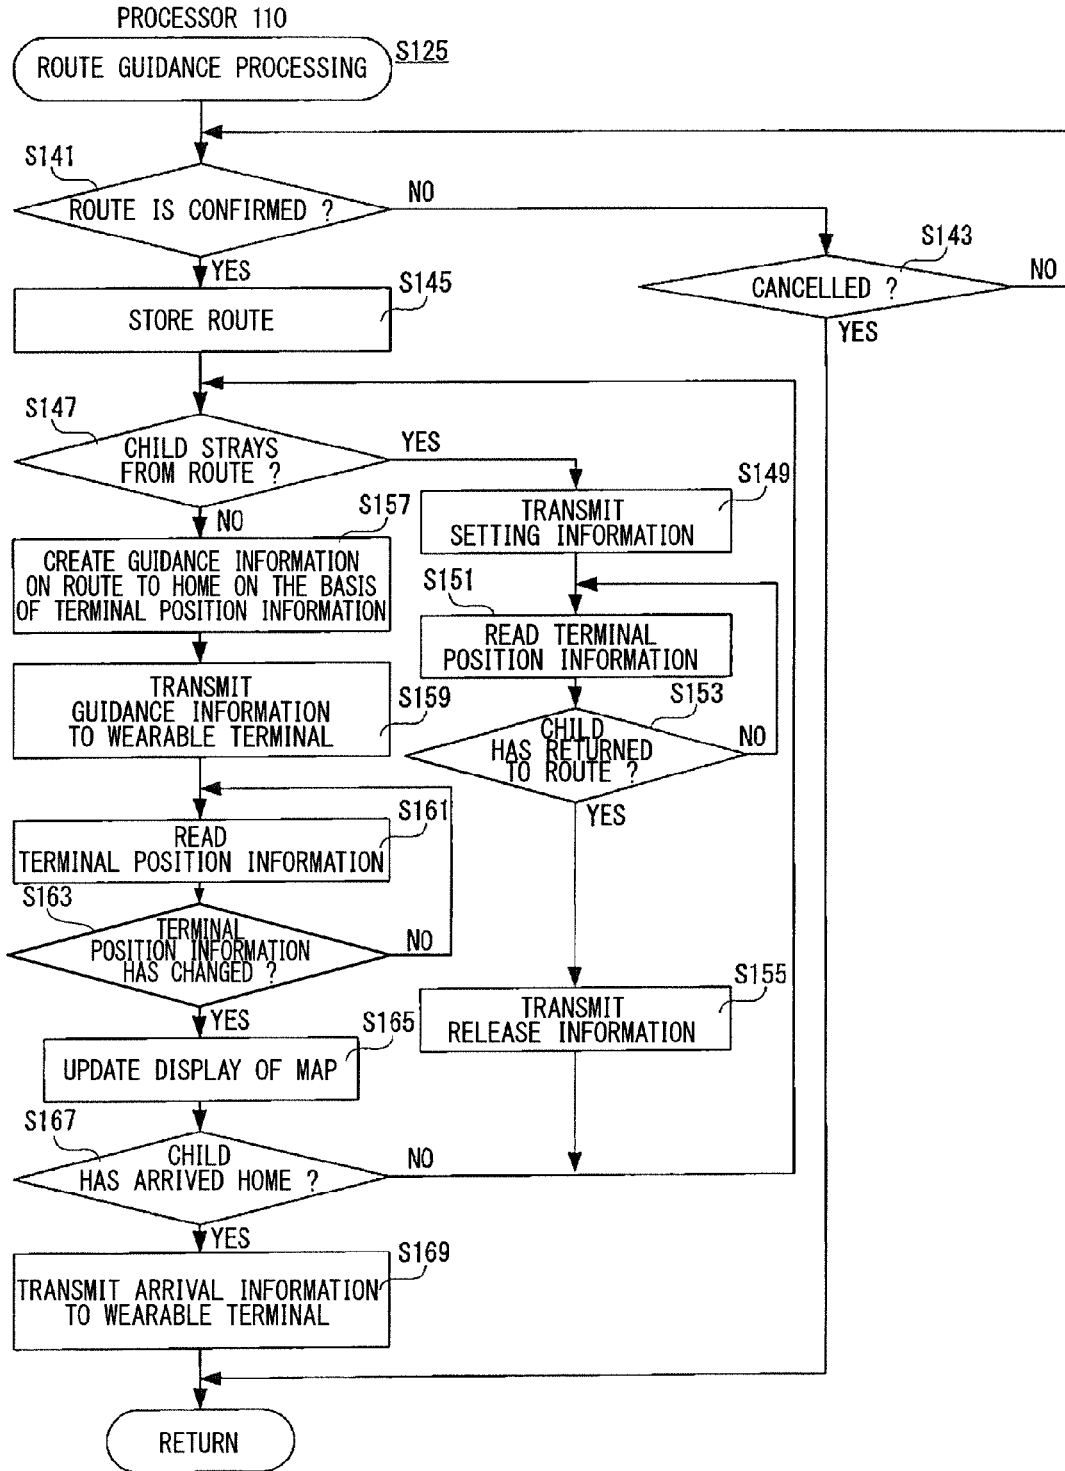 PROCESSOR 110
ROUTE GUIDANCE PROCESSING
S125
S141
ROUTE IS CONFIRMED ?
NO
YES
S143
CANCELLED ?
NO
YES
S145
STORE ROUTE
S147
CHILD STRAYS
FROM ROUTE ?
YES
NO
S149
TRANSMIT
SETTING INFORMATION
S157
CREATE GUIDANCE INFORMATION
ON ROUTE TO HOME ON THE BASIS
OF TERMINAL POSITION INFORMATION
S151
READ TERMINAL
POSITION INFORMATION
TRANSMIT
GUIDANCE INFORMATION
TO WEARABLE TERMINAL
S159
S153
CHILD
HAS RETURNED
TO ROUTE ?
NO
YES
S161
READ
TERMINAL POSITION INFORMATION
S163
TERMINAL
POSITION INFORMATION
HAS CHANGED ?
NO
YES
S155
TRANSMIT
RELEASE INFORMATION
S165
UPDATE DISPLAY OF MAP
S167
CHILD
HAS ARRIVED HOME ?
NO
YES
S169
TRANSMIT ARRIVAL INFORMATION
TO WEARABLE TERMINAL
RETURN